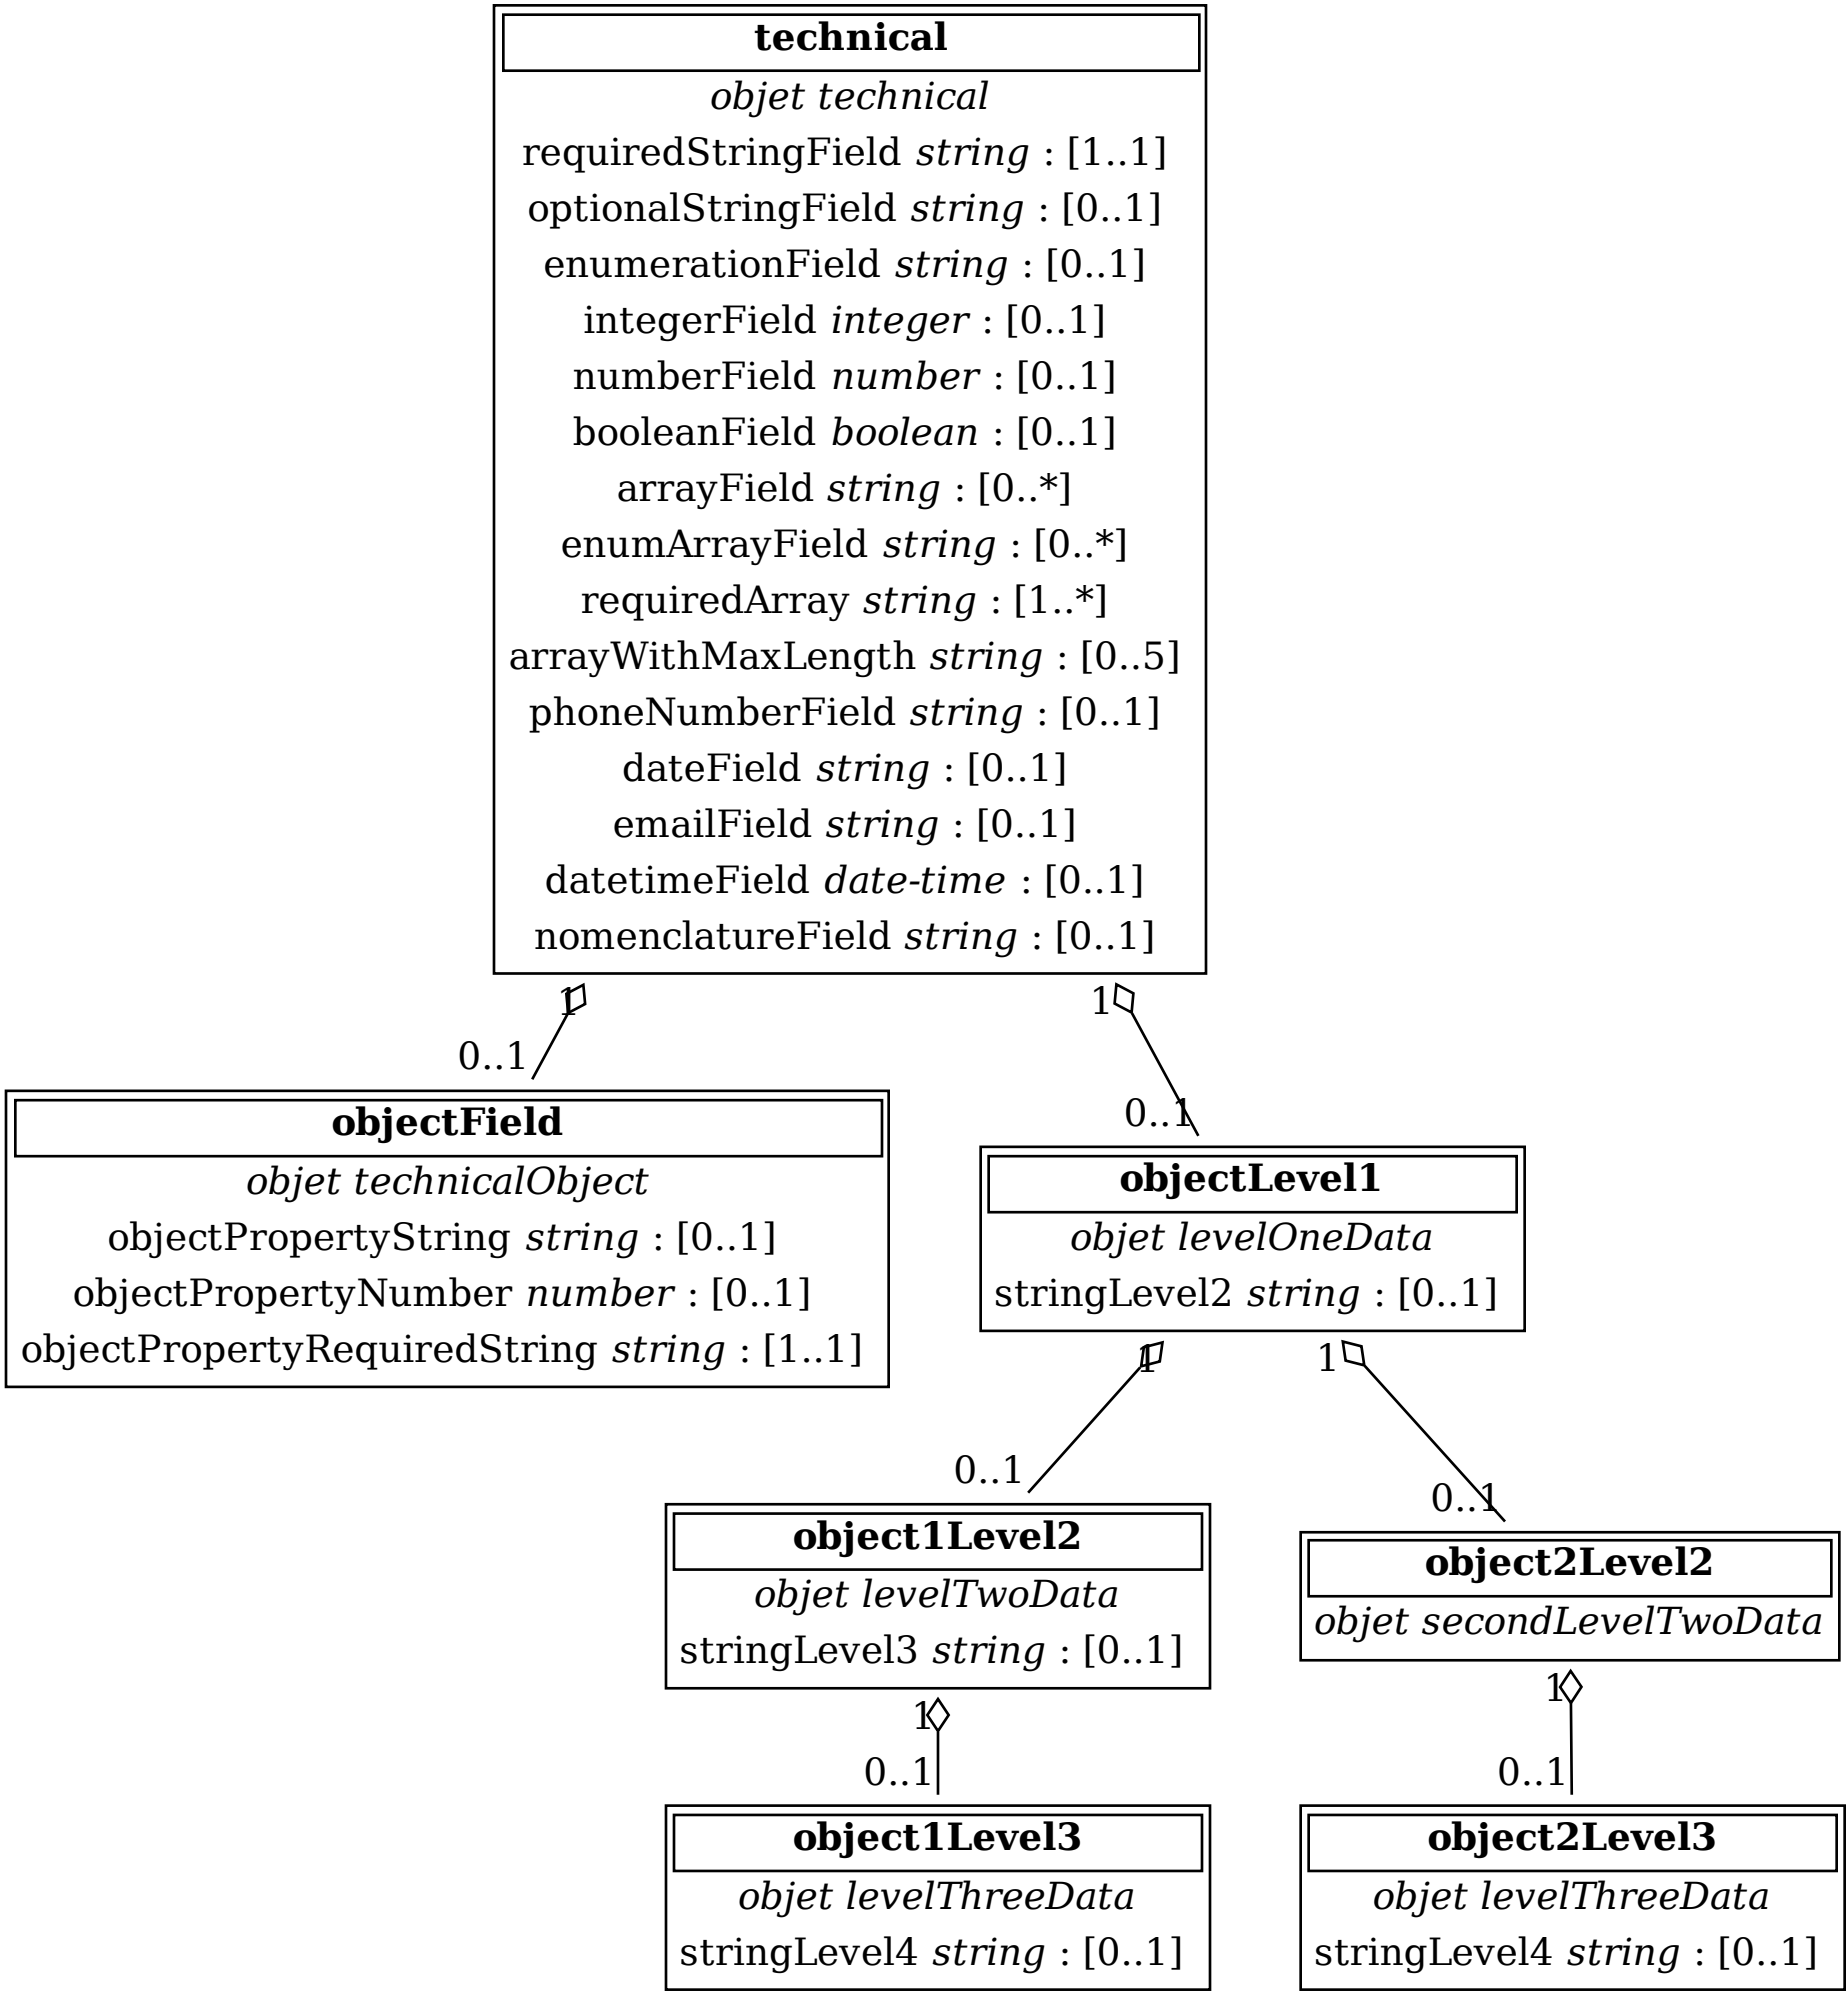 technical
objet technical
requiredStringField string : [1..1]
optionalStringField string : [0..1]
enumerationField string : [0..1]
integerField integer : [0..1]
numberField number : [0..1]
booleanField boolean : [0..1]
arrayField string : [0..*]
enumArrayField string : [0..*]
requiredArray string : [1..*]
arrayWithMaxLength string : [0..5]
phoneNumberField string : [0..1]
dateField string : [0..1]
emailField string : [0..1]
datetimeField date-time : [0..1]
nomenclatureField string : [0..1]
1
1
0..1
0..1
objectField
objet technicalObject
objectPropertyString string : [0..1]
objectPropertyNumber number : [0..1]
objectPropertyRequiredString string : [1..1]
objectLevel1
objet levelOneData
stringLevel2 string : [0..1]
1
1
0..1
0..1
object1Level2
objet levelTwoData
stringLevel3 string : [0..1]
object2Level2
objet secondLevelTwoData
1
1
0..1
0..1
object1Level3
objet levelThreeData
stringLevel4 string : [0..1]
object2Level3
objet levelThreeData
stringLevel4 string : [0..1]